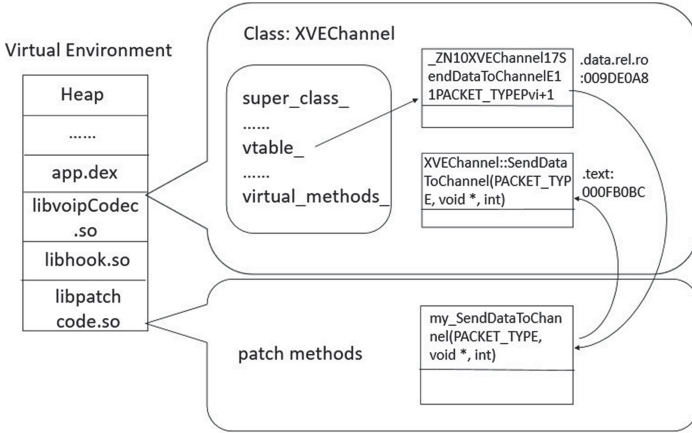 Virtual Environment
Heap
......
app.dex
libvoipCodec
.so
libhook.so
libpatch
code.so
Class: XVEChannel
super_class_
......
vtable_
......
virtual_methods_
_ZN10XVEChannel17S
endDataToChannelE1
1PACKET_TYPEPvi+1
.data.rel.ro
:009DE0A8
XVEChannel::SendData
ToChannel(PACKET_TYP
E, void *, int)
.text:
000FB0BC
patch methods
my_SendDataToChan
nel(PACKET_TYPE,
void *, int)